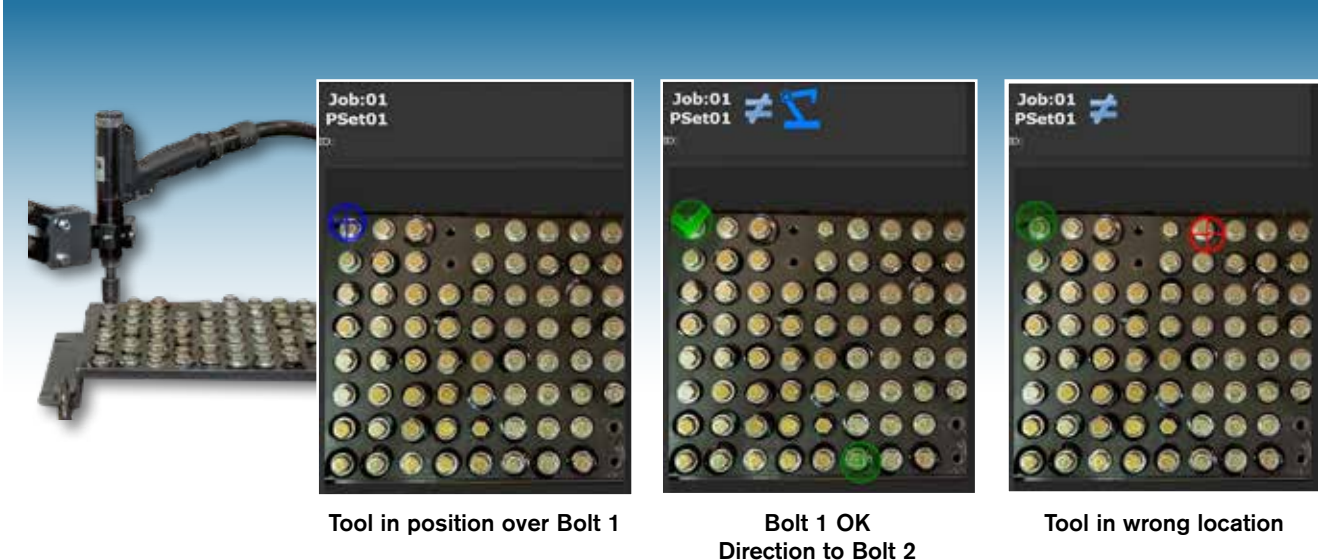 Job:01
PSet01
ID:
Job:01
PSet01
ID:
Job:01
PSet01
ID:
Tool in position over Bolt 1
Bolt 1 OK
Direction to Bolt 2
Tool in wrong location